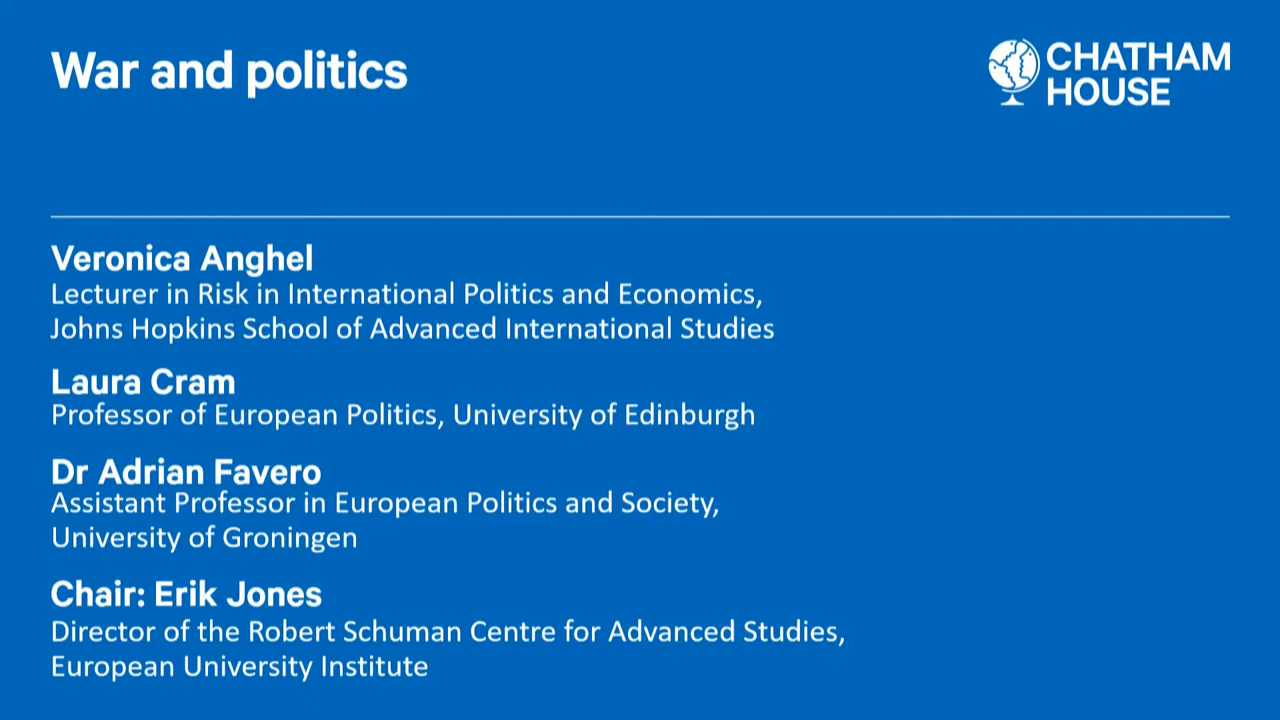 War and politics
CHATHAM
HOUSE
Veronica Anghel
Lecturer in Risk in International Politics and Economics,
Johns Hopkins School of Advanced International Studies
Laura Cram
Professor of European Politics, University of Edinburgh
Dr Adrian Favero
Assistant Professor in European Politics and Society,
University of Groningen
Chair: Erik Jones
Director of the Robert Schuman Centre for Advanced Studies,
European University Institute